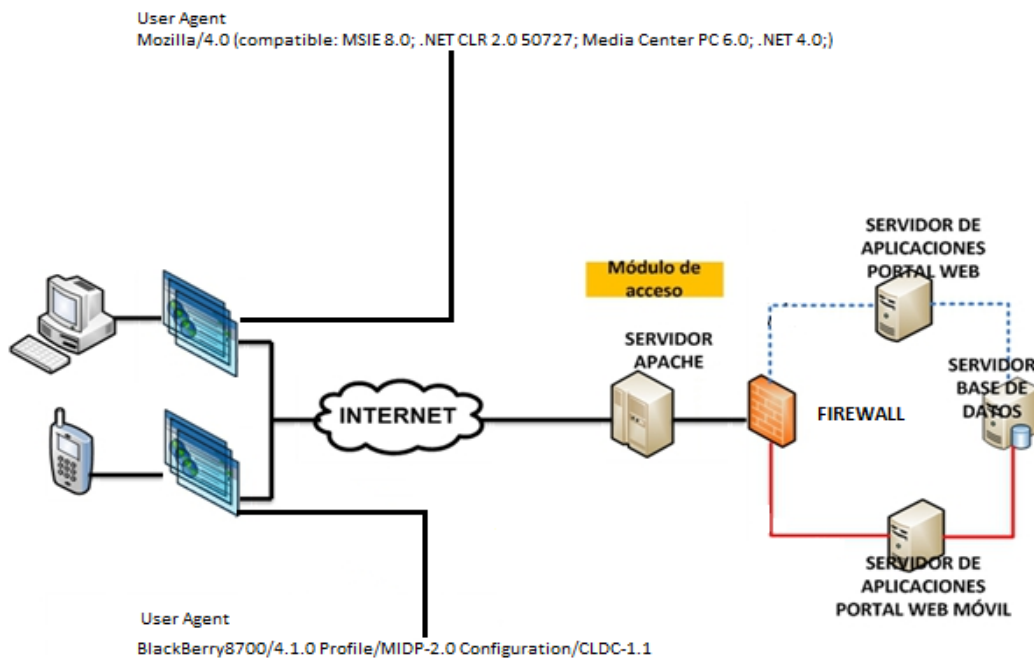 User Agent
Mozilla/4.0 (compatible: MSIE 8.0; .NET CLR 2.0 50727; Media Center PC 6.0; .NET 4.0;)
SERVIDOR DE
APLICACIONES
PORTAL WEB
Módulo de
acceso
SERVIDOR
APACHE
SERVIDOR
BASE DE
DATOS
INTERNET
FIREWALL
SERVIDOR DE
APLICACIONES
PORTAL WEB MÓVIL
User Agent
BlackBerry8700/4.1.0 Profile/MIDP-2.0 Configuration/CLDC-1.1